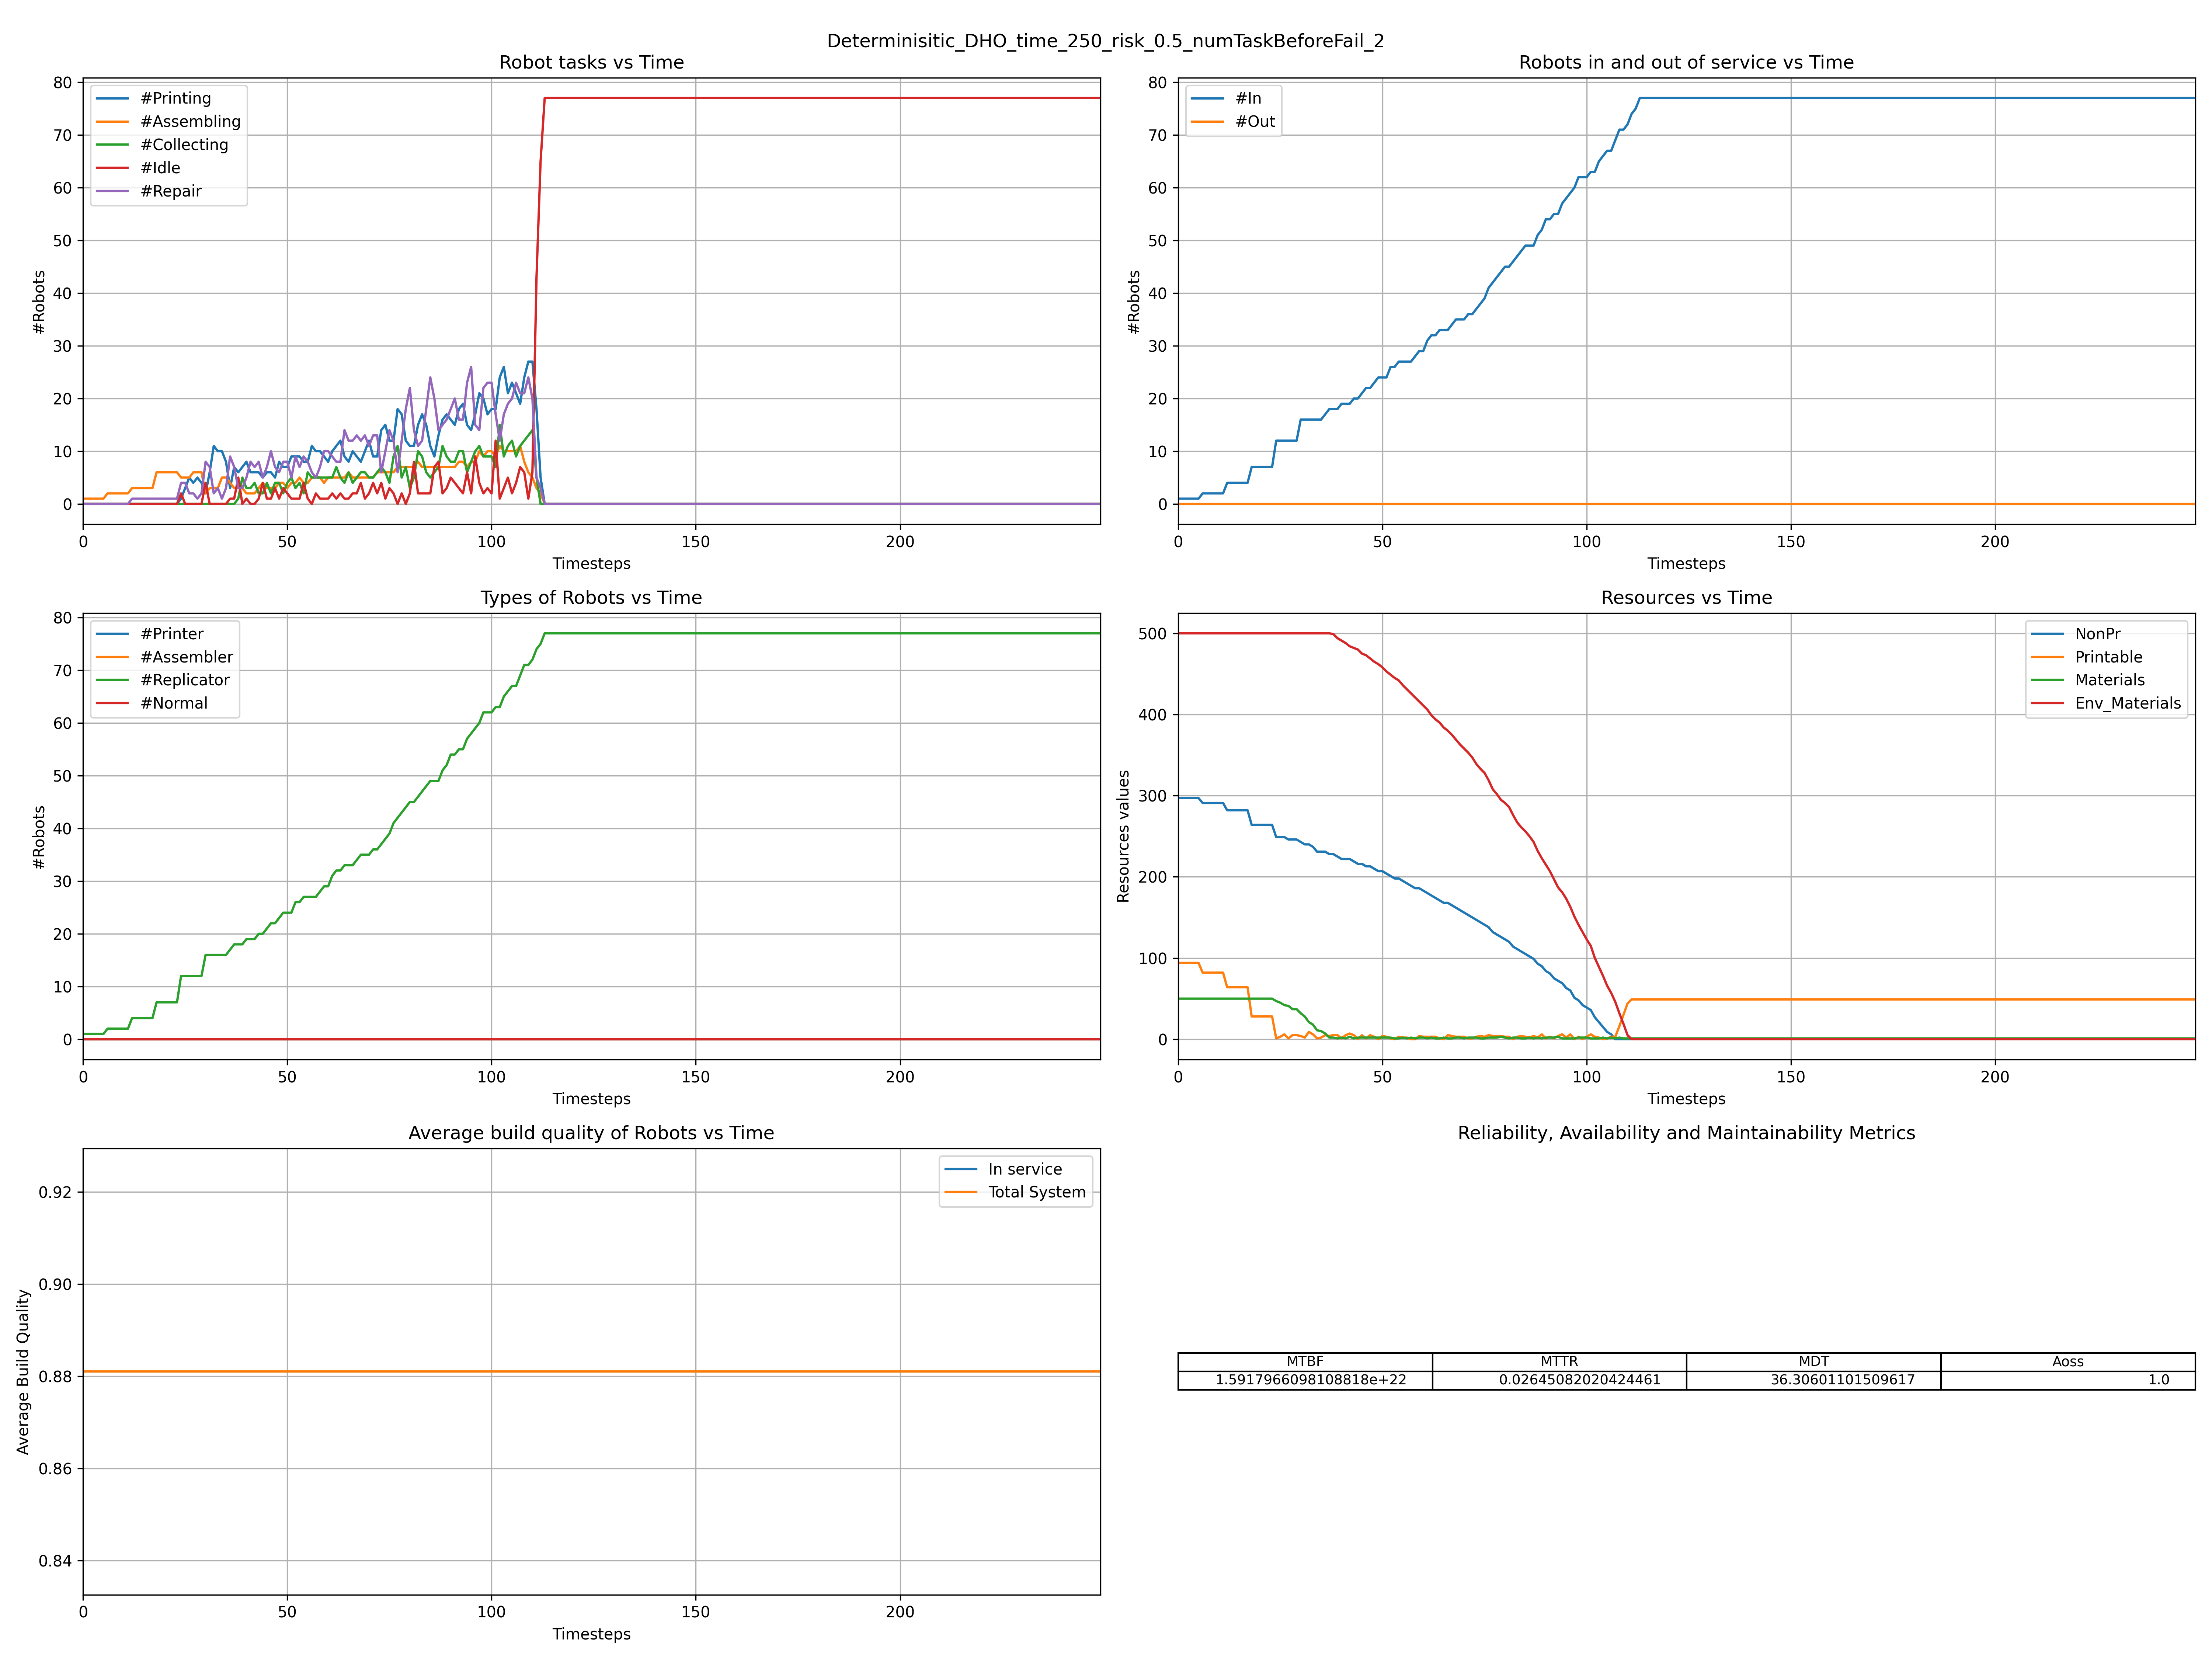 Determinisitic_DHO_time_250_risk_0.5_numTaskBeforeFail_2
Robot tasks vs Time
80
70
60
50
40
30
20
10
0
#Robots
#Printing
#Assembling
#Collecting
#Idle
#Repair
0 50 100 150 200
Timesteps
Robots in and out of service vs Time
80
70
60
50
40
30
20
10
0
#Robots
#In
#Out
0 50 100 150 200
Timesteps
Types of Robots vs Time
80
70
60
50
40
30
20
10
0
#Robots
#Printer
#Assembler
#Replicator
#Normal
0 50 100 150 200
Timesteps
Resources vs Time
500
400
300
200
100
0
Resources values
NonPr
Printable
Materials
Env_Materials
0 50 100 150 200
Timesteps
Average build quality of Robots vs Time
0.92
0.90
0.88
0.86
0.84
Average Build Quality
In service
Total System
0 50 100 150 200
Timesteps
Reliability, Availability and Maintainability Metrics
MTBF MTTR MDT Aoss
1.5917966098108818e+22 0.02645082020424461 36.30601101509617 1.0